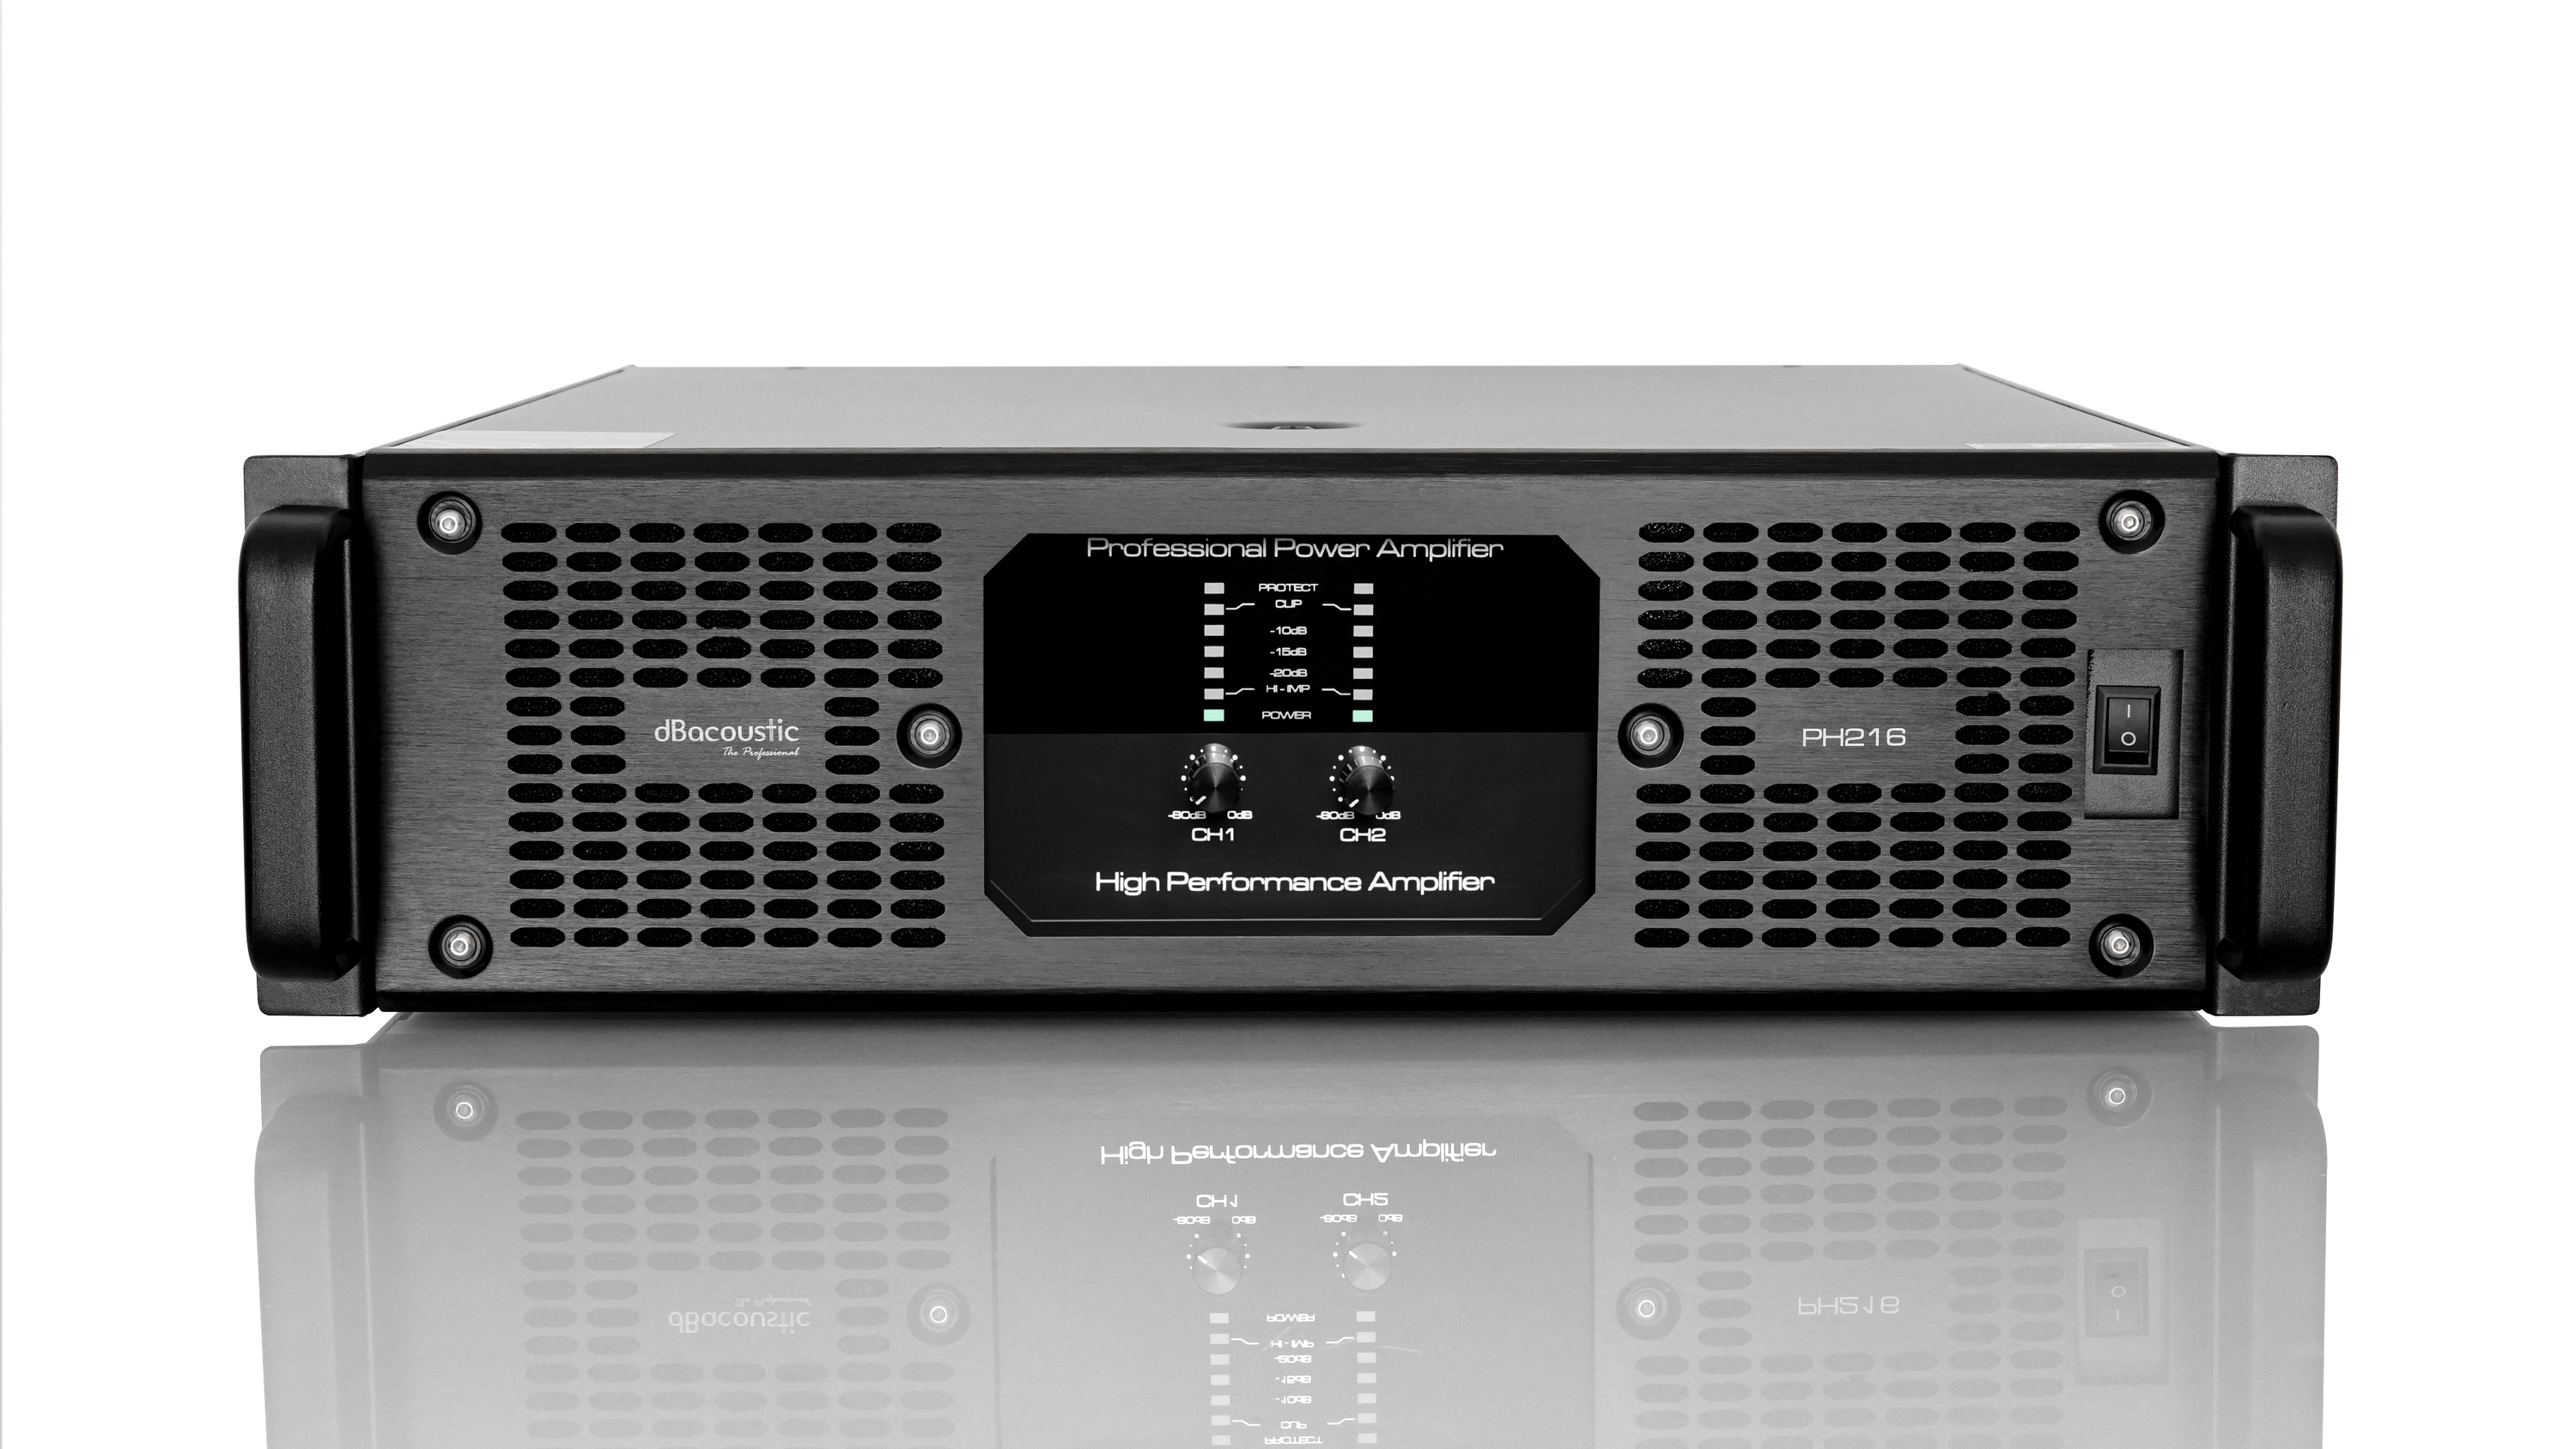 Professional Power Amplifier
PROTECT
CLIP
-10dB
-15dB
-20dB
HI-IMP
POWER
dBacoustic
The Professional
PH216
I
O
-80dB 0dB
-80dB 0dB
CH1
CH2
High Performance Amplifier